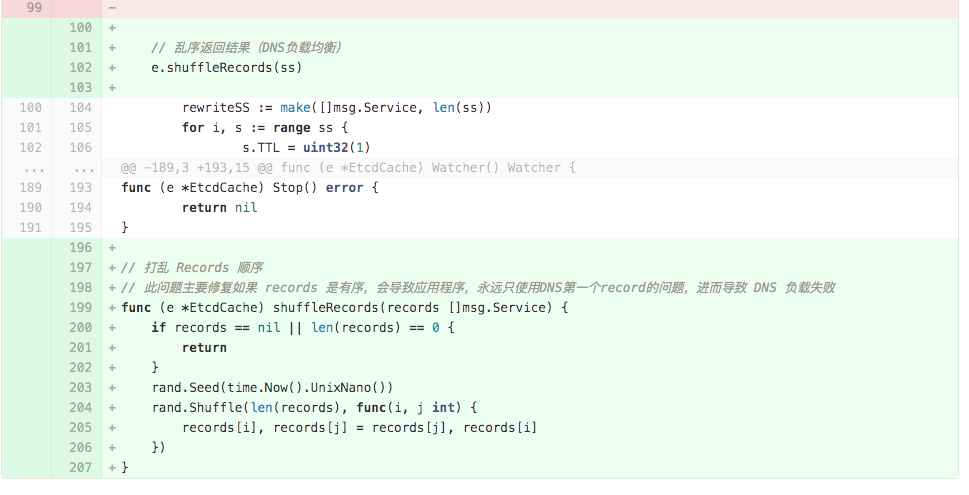 99 -
100 +
101 + // 乱序返回结果（DNS负载均衡）
102 + e.shuffleRecords(ss)
103 +
100 104 rewriteSS := make([]msg.Service, len(ss))
101 105 for i, s := range ss {
102 106 s.TTL = uint32(1)
... ... @@ -189,3 +193,15 @@ func (e *EtcdCache) Watcher() Watcher {
189 193 func (e *EtcdCache) Stop() error {
190 194 return nil
191 195 }
196 +
197 + // 打乱 Records 顺序
198 + // 此问题主要修复如果 records 是有序，会导致应用程序，永远只使用DNS第一个record的问题，进而导致 DNS 负载失败
199 + func (e *EtcdCache) shuffleRecords(records []msg.Service) {
200 + if records == nil || len(records) == 0 {
201 + return
202 + }
203 + rand.Seed(time.Now().UnixNano())
204 + rand.Shuffle(len(records), func(i, j int) {
205 + records[i], records[j] = records[j], records[i]
206 + })
207 + }